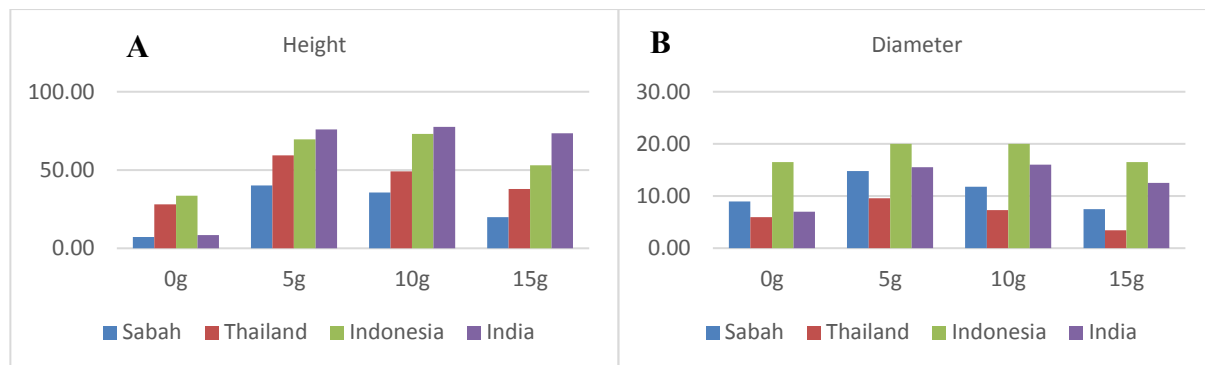 A
Height
100.00
50.00
0.00
0g 5g 10g 15g
Sabah Thailand Indonesia India
B
Diameter
30.00
20.00
10.00
0.00
0g 5g 10g 15g
Sabah Thailand Indonesia India